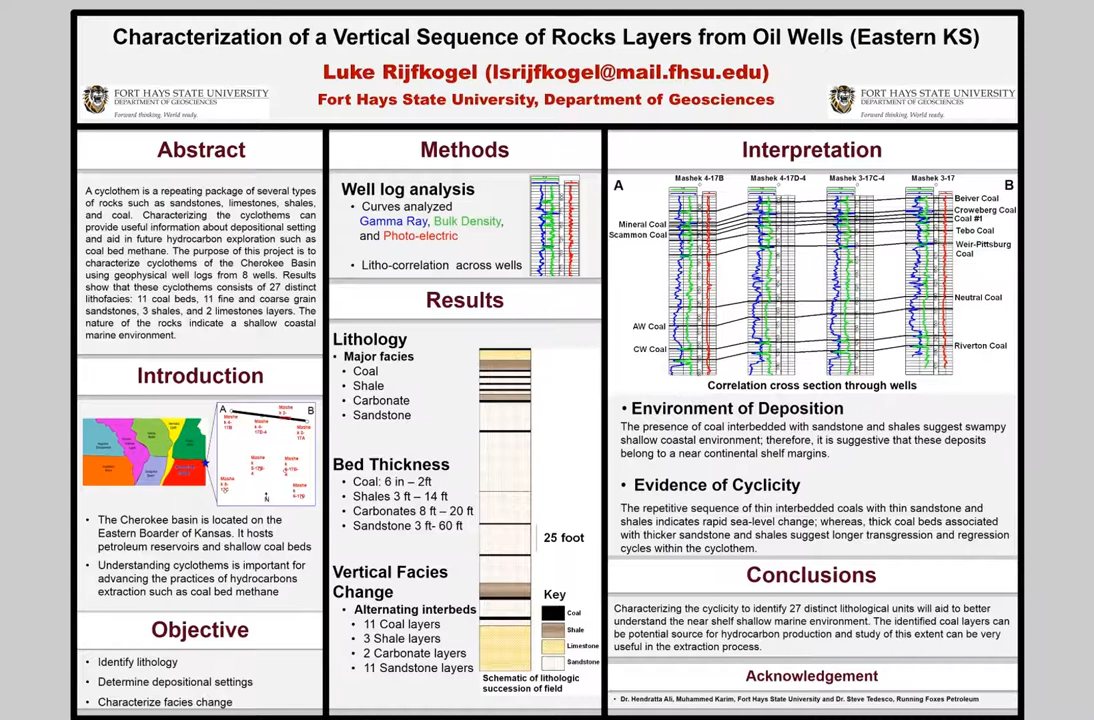 Characterization of a Vertical Sequence of Rocks Layers from Oil Wells (Eastern KS)
Luke Rijfkogel (lsrijfkogel@mail.fhsu.edu)
Fort Hays State University, Department of Geosciences
FORT HAYS STATE UNIVERSITY
DEPARTMENT OF GEOSCIENCES
Forward thinking. World ready.
FORT HAYS STATE UNIVERSITY
DEPARTMENT OF GEOSCIENCES
Forward thinking. World ready.
Abstract
A cyclothem is a repeating package of several types
of rocks such as sandstones, limestones, shales,
and coal. Characterizing the cyclothems can
provide useful information about depositional setting
and aid in future hydrocarbon exploration such as
coal bed methane. The purpose of this project is to
characterize cyclothems of the Cherokee Basin
using geophysical well logs from 8 wells. Results
show that these cyclothems consists of 27 distinct
lithofacies: 11 coal beds, 11 fine and coarse grain
sandstones, 3 shales, and 2 limestones layers. The
nature of the rocks indicate a shallow coastal
marine environment.
Introduction
A
B
N
• The Cherokee basin is located on the
Eastern Boarder of Kansas. It hosts
petroleum reservoirs and shallow coal beds
• Understanding cyclothems is important for
advancing the practices of hydrocarbons
extraction such as coal bed methane
Objective
• Identify lithology
• Determine depositional settings
• Characterize facies change
Methods
Well log analysis
• Curves analyzed
Gamma Ray, Bulk Density,
and Photo-electric
• Litho-correlation across wells
Results
Lithology
• Major facies
• Coal
• Shale
• Carbonate
• Sandstone
Bed Thickness
• Coal: 6 in – 2ft
• Shales 3 ft – 14 ft
• Carbonates 8 ft – 20 ft
• Sandstone 3 ft- 60 ft
Vertical Facies
Change
• Alternating interbeds
• 11 Coal layers
• 3 Shale layers
• 2 Carbonate layers
• 11 Sandstone layers
25 foot
Key
Coal
Shale
Limestone
Sandstone
Schematic of lithologic
succession of field
Interpretation
A
Mashek 4-17B
Mashek 4-17D-4
Mashek 3-17C-4
Mashek 3-17
B
Mineral Coal
Scammon Coal
AW Coal
CW Coal
Beiver Coal
Croweberg Coal
Coal #1
Tebo Coal
Weir-Pittsburg
Coal
Neutral Coal
Riverton Coal
Correlation cross section through wells
• Environment of Deposition
The presence of coal interbedded with sandstone and shales suggest swampy
shallow coastal environment; therefore, it is suggestive that these deposits
belong to a near continental shelf margins.
• Evidence of Cyclicity
The repetitive sequence of thin interbedded coals with thin sandstone and
shales indicates rapid sea-level change; whereas, thick coal beds associated
with thicker sandstone and shales suggest longer transgression and regression
cycles within the cyclothem.
Conclusions
Characterizing the cyclicity to identify 27 distinct lithological units will aid to better
understand the near shelf shallow marine environment. The identified coal layers can
be potential source for hydrocarbon production and study of this extent can be very
useful in the extraction process.
Acknowledgement
• Dr. Hendratta Ali, Muhammed Karim, Fort Hays State University and Dr. Steve Tedesco, Running Foxes Petroleum